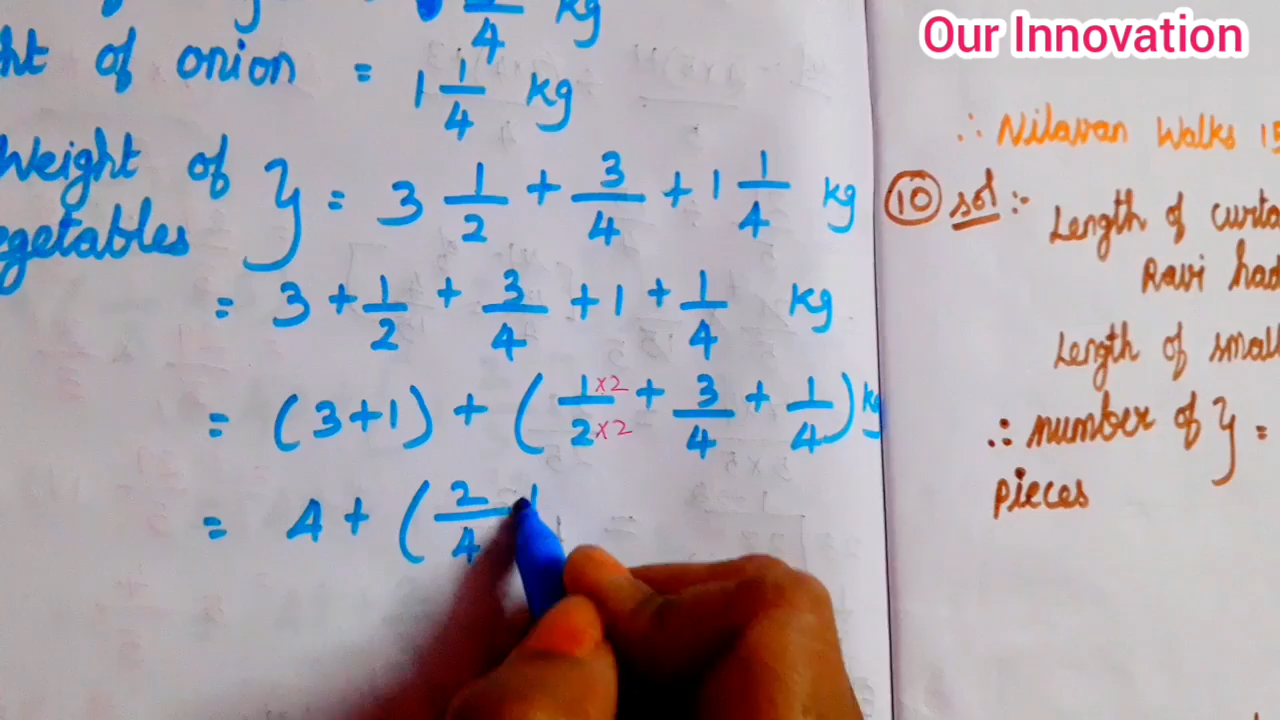 Our Innovation
4 kg
of onion = 1 1/4 kg
Weight of } = 3 1/2 + 3/4 + 1 1/4 kg
egetables
= 3 + 1/2 + 3/4 + 1 + 1/4 kg
= (3+1) + (1×2/2×2 + 3/4 + 1/4) kg
= 4 + (2/4
∴ Nilavan Walks 15
10 sol :-
Length of curta
Ravi had
Length of small
∴ number of } =
pieces